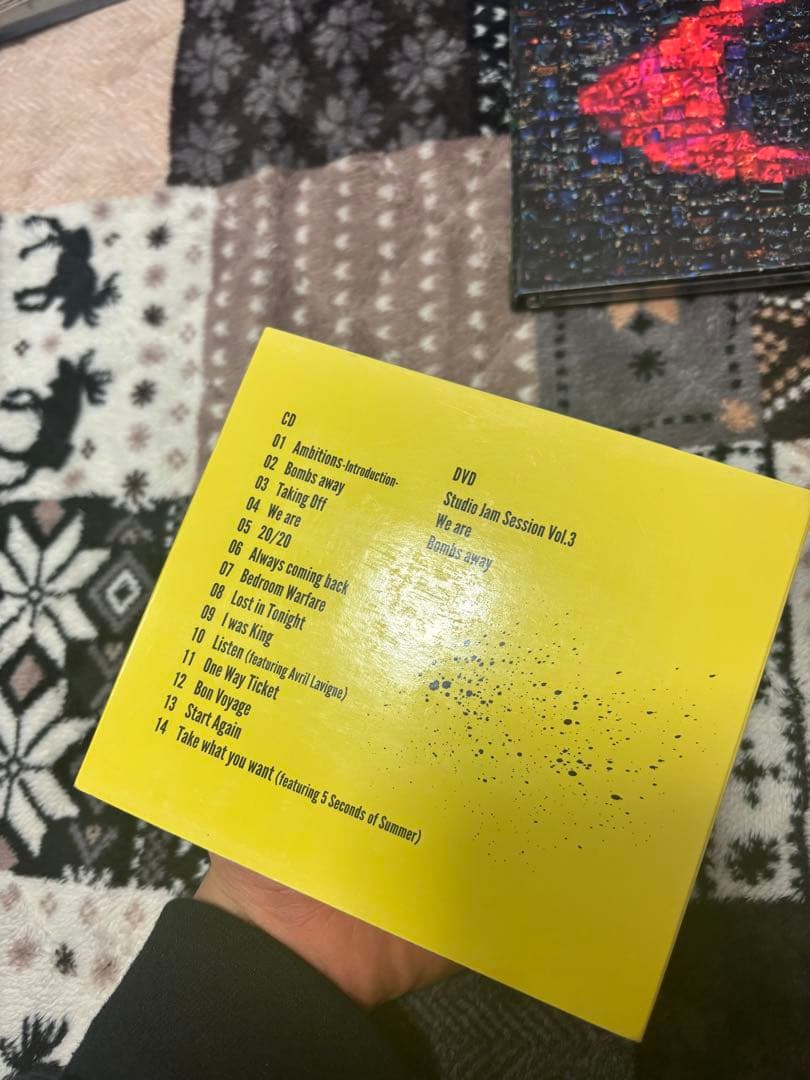 CD
01 Ambitions-Introduction-
02 Bombs away
03 Taking Off
04 We are
05 20/20
06 Always coming back
07 Bedroom Warfare
08 Lost in Tonight
09 I was King
10 Listen (featuring Avril Lavigne)
11 One Way Ticket
12 Bon Voyage
13 Start Again
14 Take what you want (featuring 5 Seconds of Summer)
DVD
Studio Jam Session Vol.3
We are
Bombs away